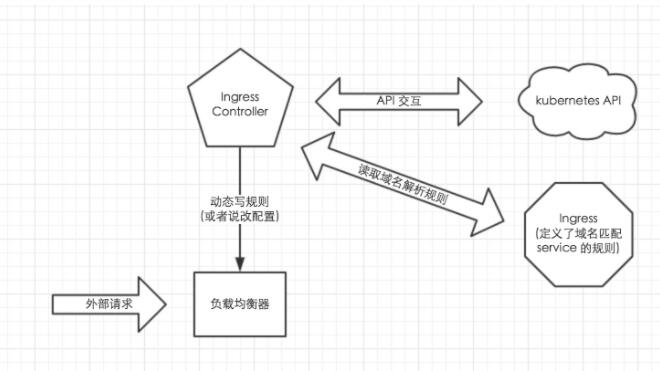 Ingress
Controller
API 交互
kubernetes API
读取域名解析规则
动态写规则
(或者说改配置)
Ingress
(定义了域名匹配
service 的规则)
外部请求
负载均衡器